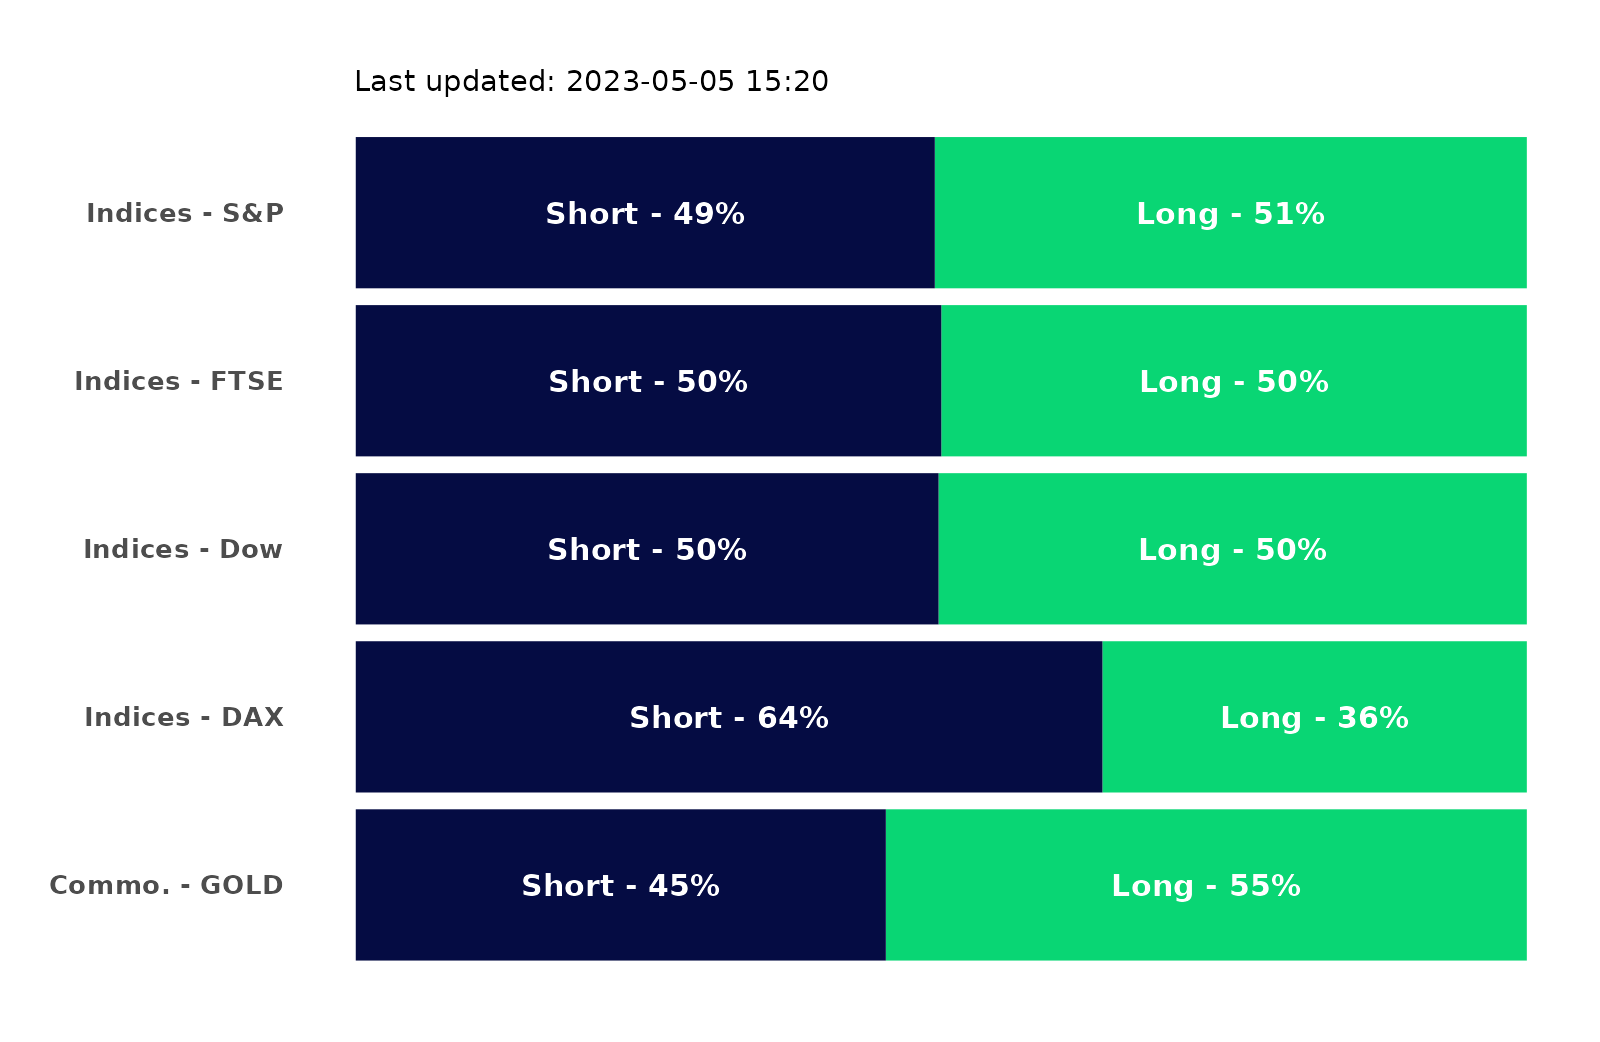 Last updated: 2023-05-05 15:20
Indices - S&P Short - 49% Long - 51%
Indices - FTSE Short - 50% Long - 50%
Indices - Dow Short - 50% Long - 50%
Indices - DAX Short - 64% Long - 36%
Commo. - GOLD Short - 45% Long - 55%